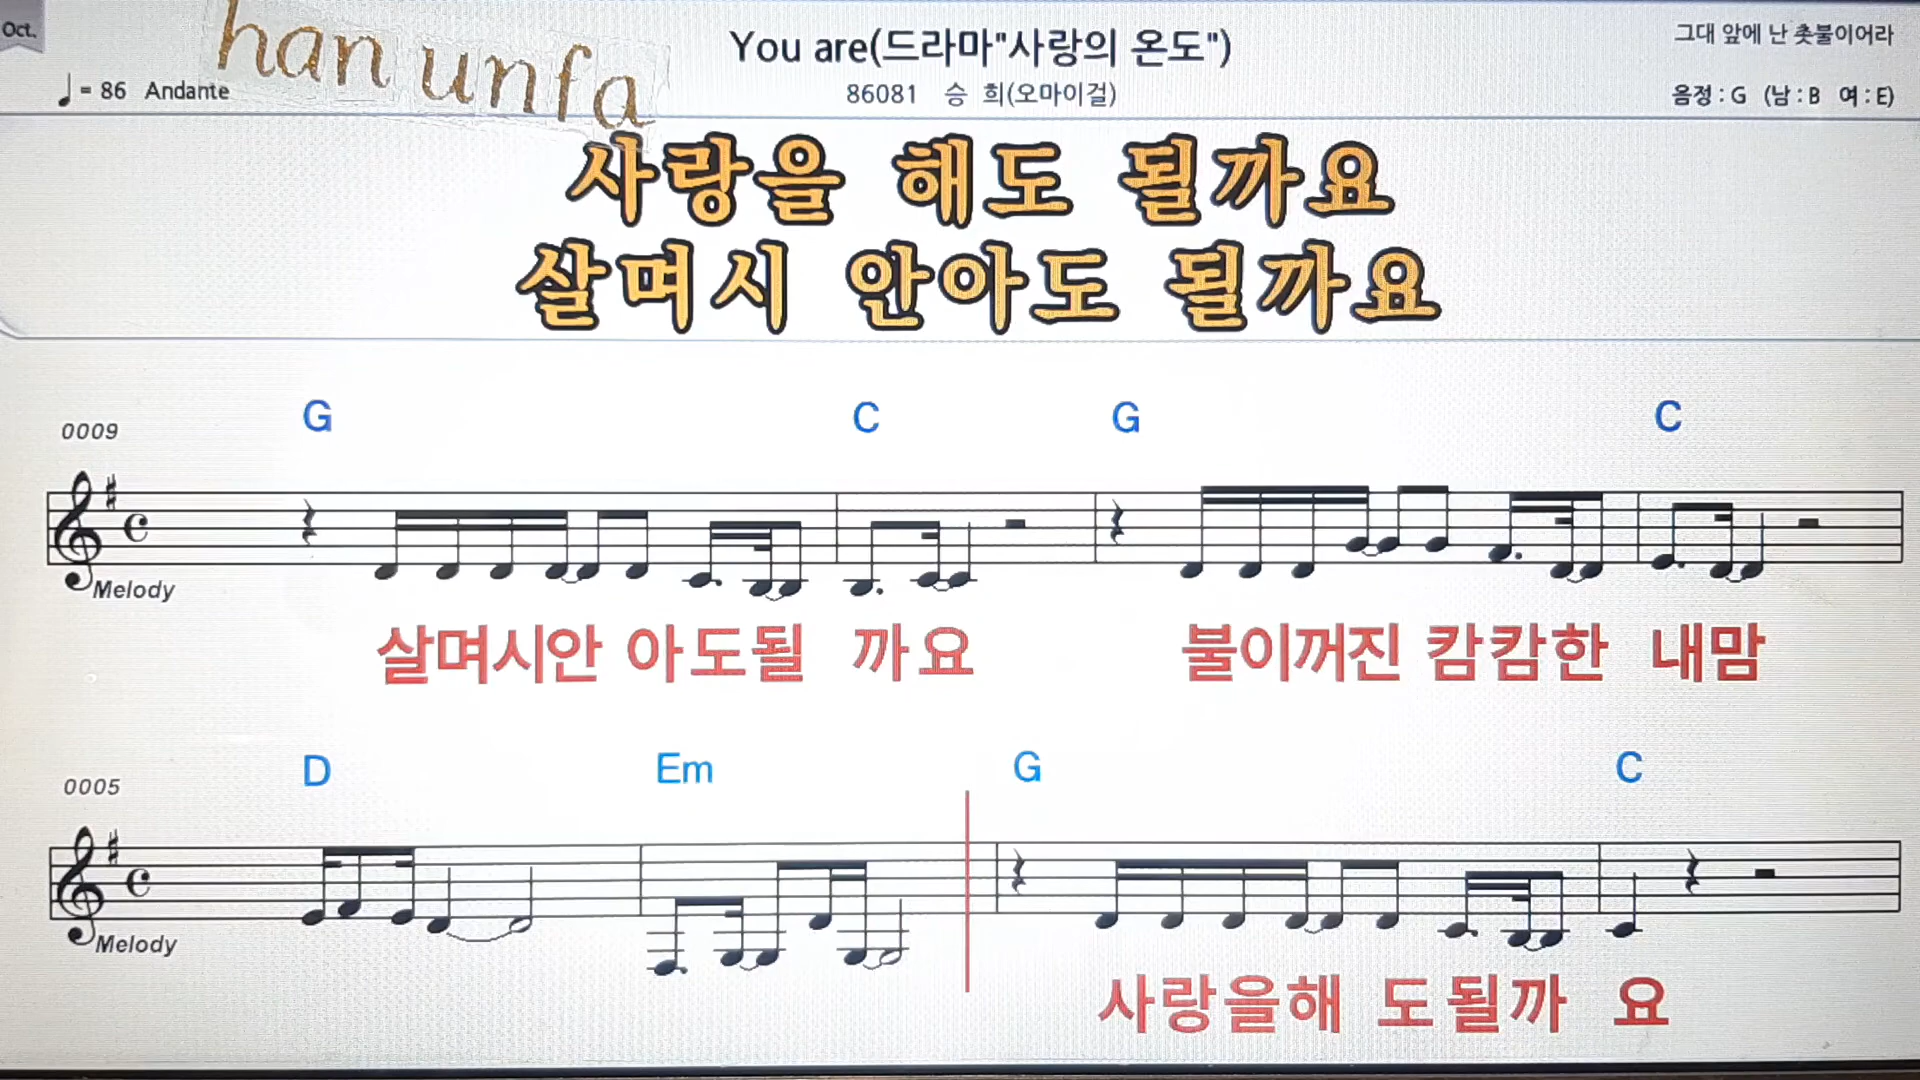 Oct.
han unfa
You are(드라마"사랑의 온도")
그대 앞에 난 촛불이어라
♩= 86 Andante
86081 승 희(오마이걸)
음정 : G (남 : B 여 : E)
사랑을 해도 될까요
살며시 안아도 될까요
0009
G C G C
Melody
살며시안 아도될 까요 불이꺼진 캄캄한 내맘
0005
D Em G C
Melody
사랑을해 도될까 요